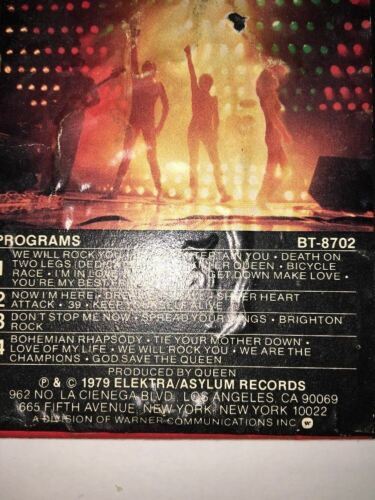 PROGRAMS BT-8702
1 WE WILL ROCK YOU • YOU • DEATH ON
TWO LEGS QUEEN • BICYCLE
RACE • I'M IN LOVE GET DOWN MAKE LOVE •
YOU'RE MY BEST
2 NOW I'M HERE • HEART
ATTACK • '39 • KEEP ALIVE
3 DON'T STOP ME NOW • SPREAD YOUR WINGS • BRIGHTON
ROCK
4 BOHEMIAN RHAPSODY • TIE YOUR MOTHER DOWN •
LOVE OF MY LIFE • WE WILL ROCK YOU • WE ARE THE
CHAMPIONS • GOD SAVE THE QUEEN
PRODUCED BY QUEEN
℗ & © 1979 ELEKTRA/ASYLUM RECORDS
962 NO. LA CIENEGA BLVD., LOS ANGELES, CA 90069
665 FIFTH AVENUE, NEW YORK, NEW YORK 10022
A DIVISION OF WARNER COMMUNICATIONS INC.